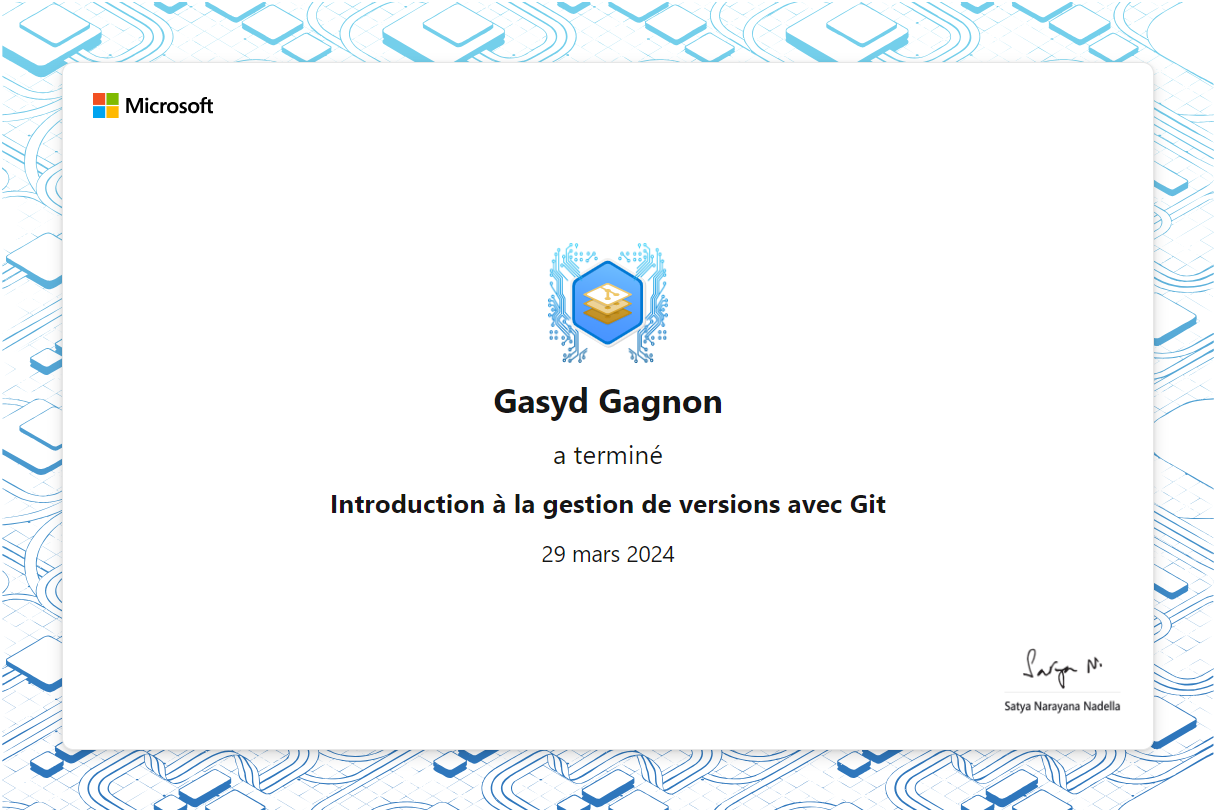 Microsoft
Gasyd Gagnon
a terminé
Introduction à la gestion de versions avec Git
29 mars 2024
Satya N.
Satya Narayana Nadella